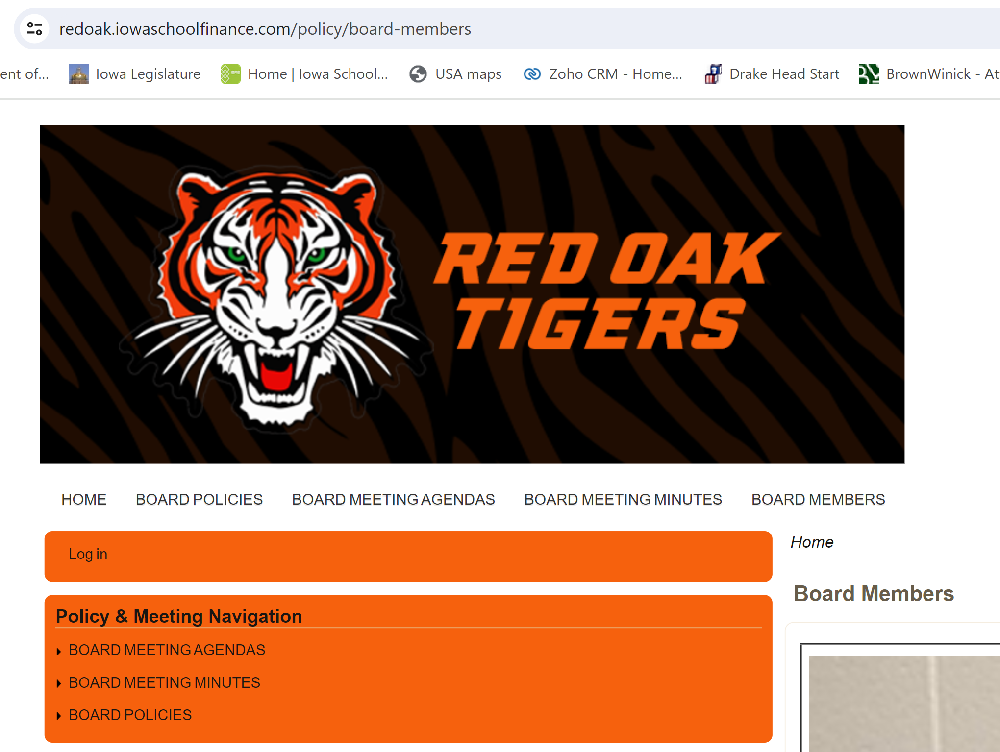 redoak.iowaschoolfinance.com/policy/board-members
ent of... Iowa Legislature ISFIS Home | Iowa School... USA maps Zoho CRM - Home... Drake Head Start BrownWinick - At
RED OAK
TIGERS
HOME BOARD POLICIES BOARD MEETING AGENDAS BOARD MEETING MINUTES BOARD MEMBERS
Log in
Home
Board Members
Policy & Meeting Navigation
BOARD MEETING AGENDAS
BOARD MEETING MINUTES
BOARD POLICIES